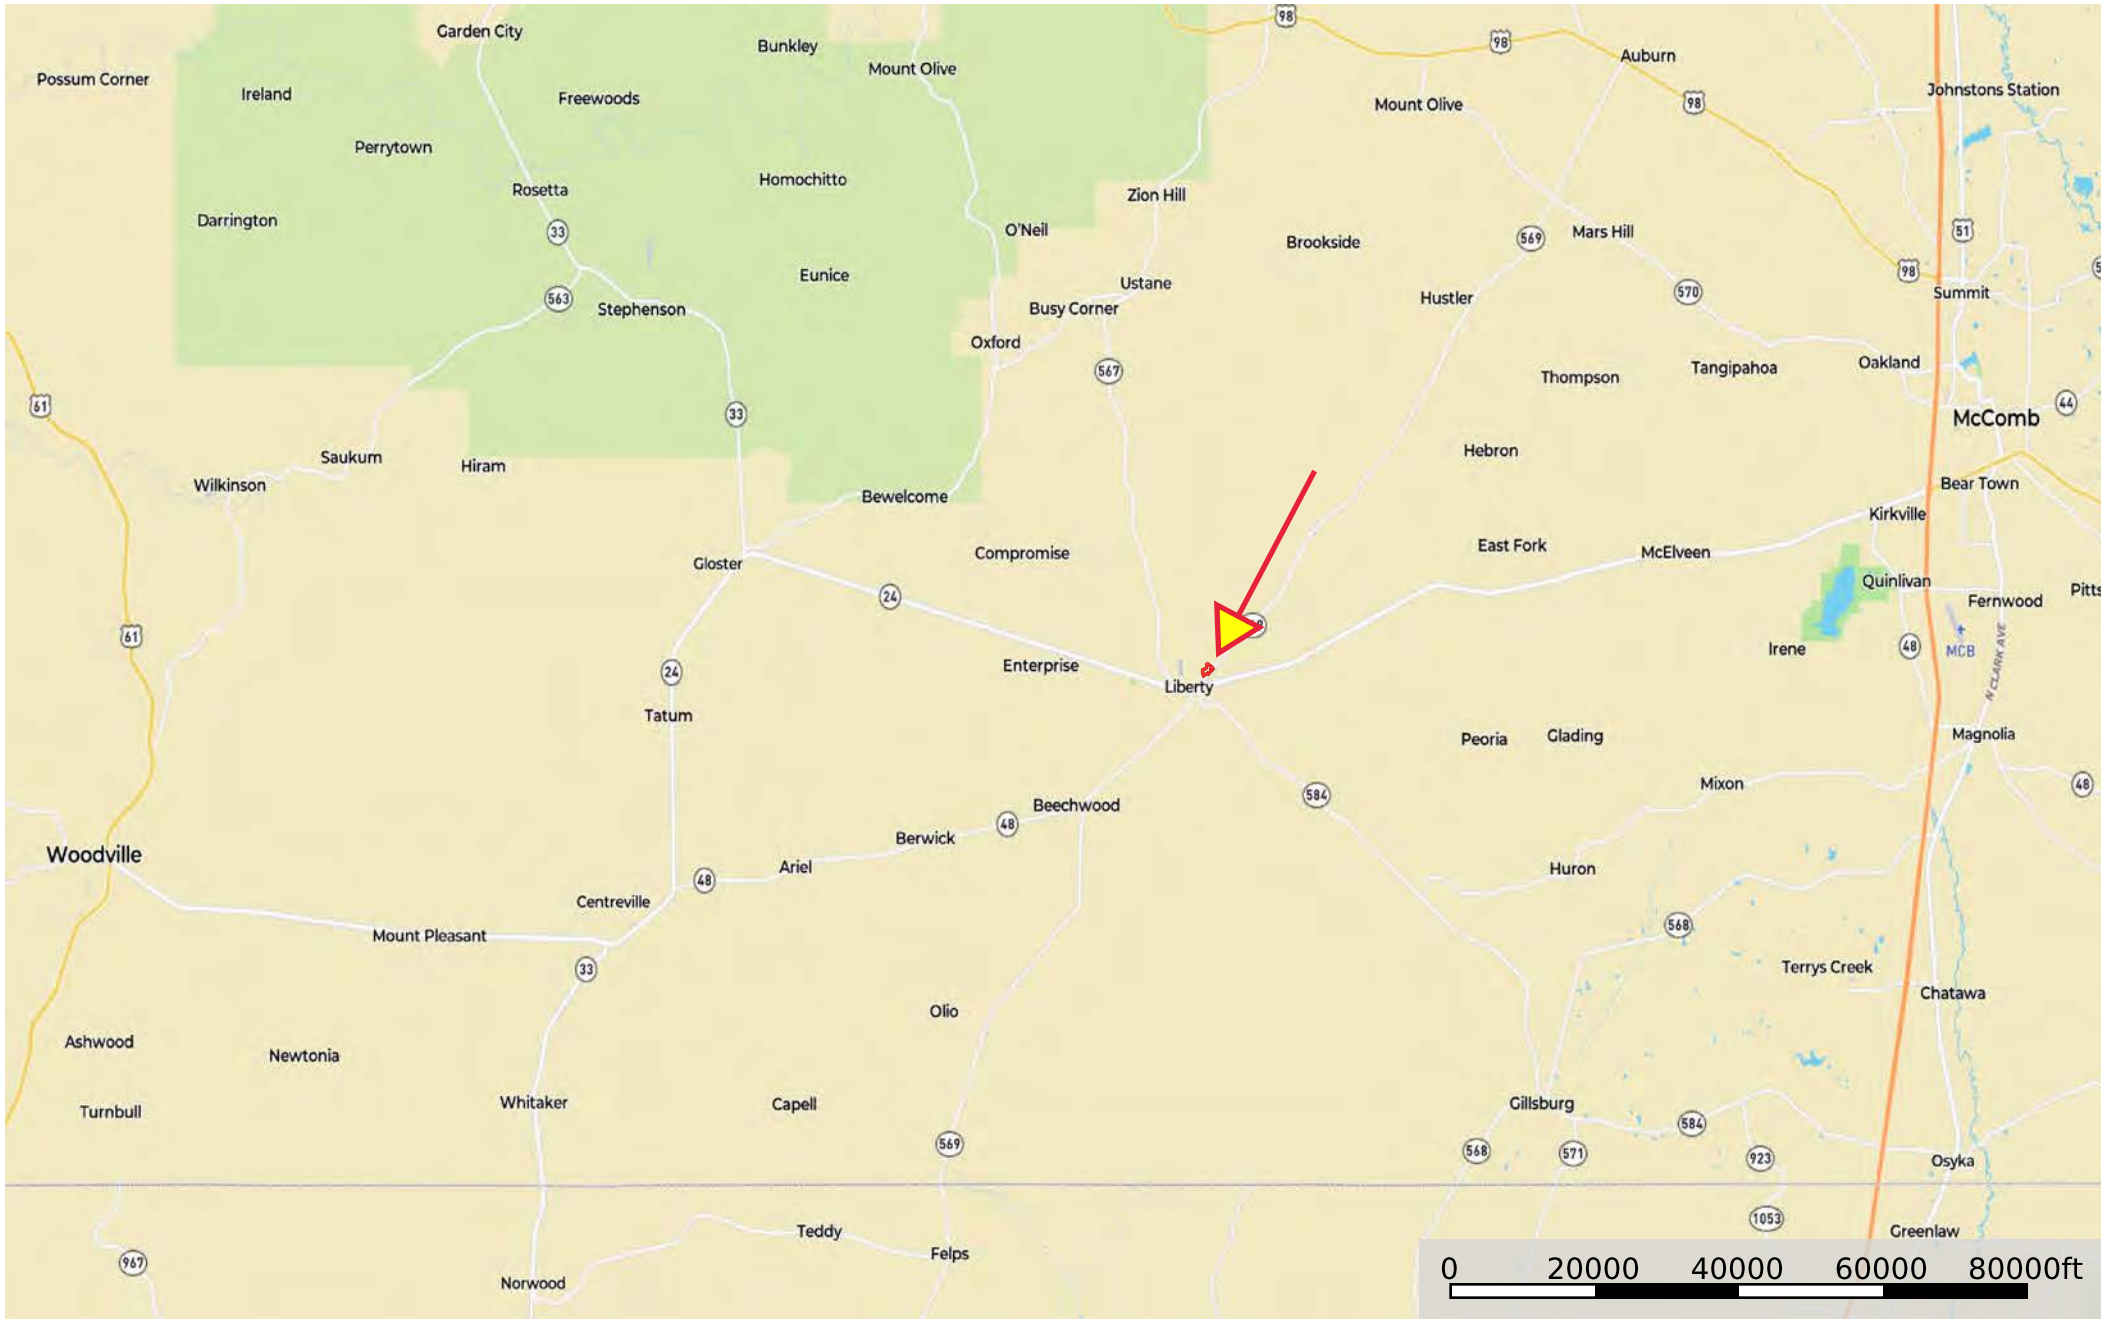 Garden City
98
Bunkley
98
Auburn
Mount Olive
Possum Corner
Ireland
Freewoods
Mount Olive
98
Johnstons Station
Perrytown
Homochitto
Rosetta
Zion Hill
Darrington
33
O'Neil
Brookside
569
Mars Hill
51
98
Eunice
Ustane
563
Stephenson
Busy Corner
Hustler
570
Summit
Oxford
567
Thompson
Tangipahoa
Oakland
61
33
44
McComb
Saukum
Hiram
Hebron
Wilkinson
Bewelcome
Bear Town
Kirkville
Gloster
Compromise
East Fork
McElveen
24
Quinlivan
Fernwood
Pitts
61
24
Enterprise
Irene
48
MCB
N CLARK AVE
Liberty
Tatum
Peoria
Glading
Magnolia
Mixon
48
584
Beechwood
48
Berwick
Woodville
Ariel
48
Huron
Centreville
568
Mount Pleasant
33
Terrys Creek
Chatawa
Olio
Ashwood
Newtonia
Turnbull
Whitaker
Capell
Gillsburg
584
569
568
571
923
Osyka
1053
Teddy
Greenlaw
967
Felps
Norwood
0 20000 40000 60000 80000ft